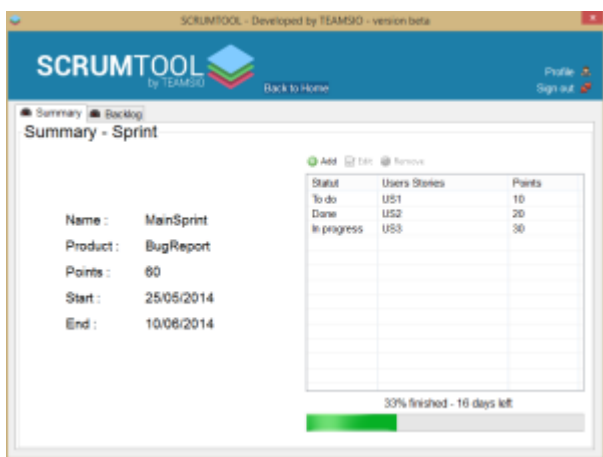 SCRUMTOOL - Developed by TEAMSIO - version beta
SCRUMTOOL
by TEAMSIO
Back to Home
Profile
Sign out
Summary Backlog
Summary - Sprint
Add Edit Remove
Statut Users Stories Points
To do US1 10
Done US2 20
In progress US3 30
Name : MainSprint
Product : BugReport
Points : 60
Start : 25/05/2014
End : 10/06/2014
33% finished - 16 days left